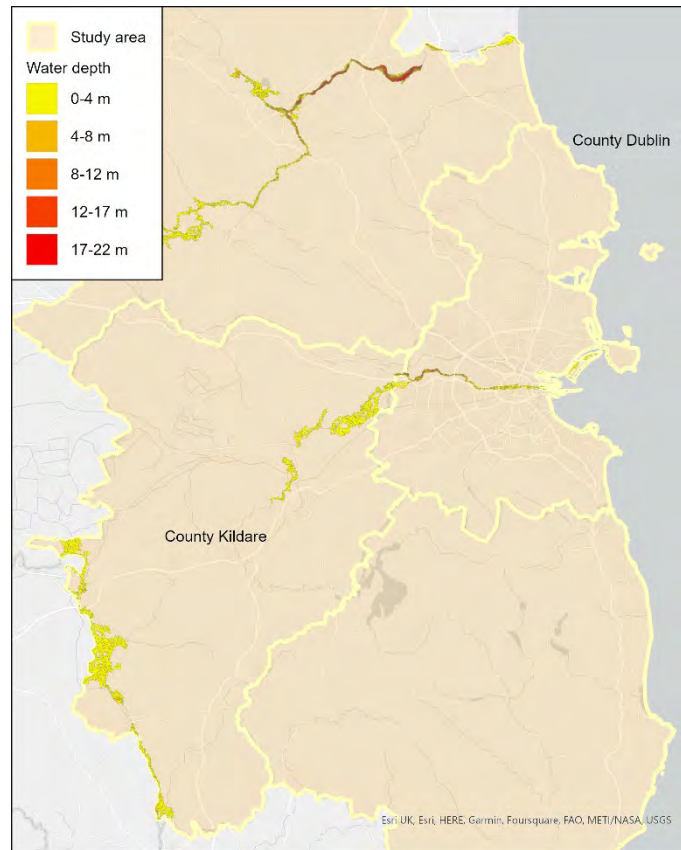 Study area
Water depth
0-4 m
4-8 m
8-12 m
12-17 m
17-22 m
County Dublin
County Kildare
Esri UK, Esri, HERE, Garmin, Foursquare, FAO, METI/NASA, USGS